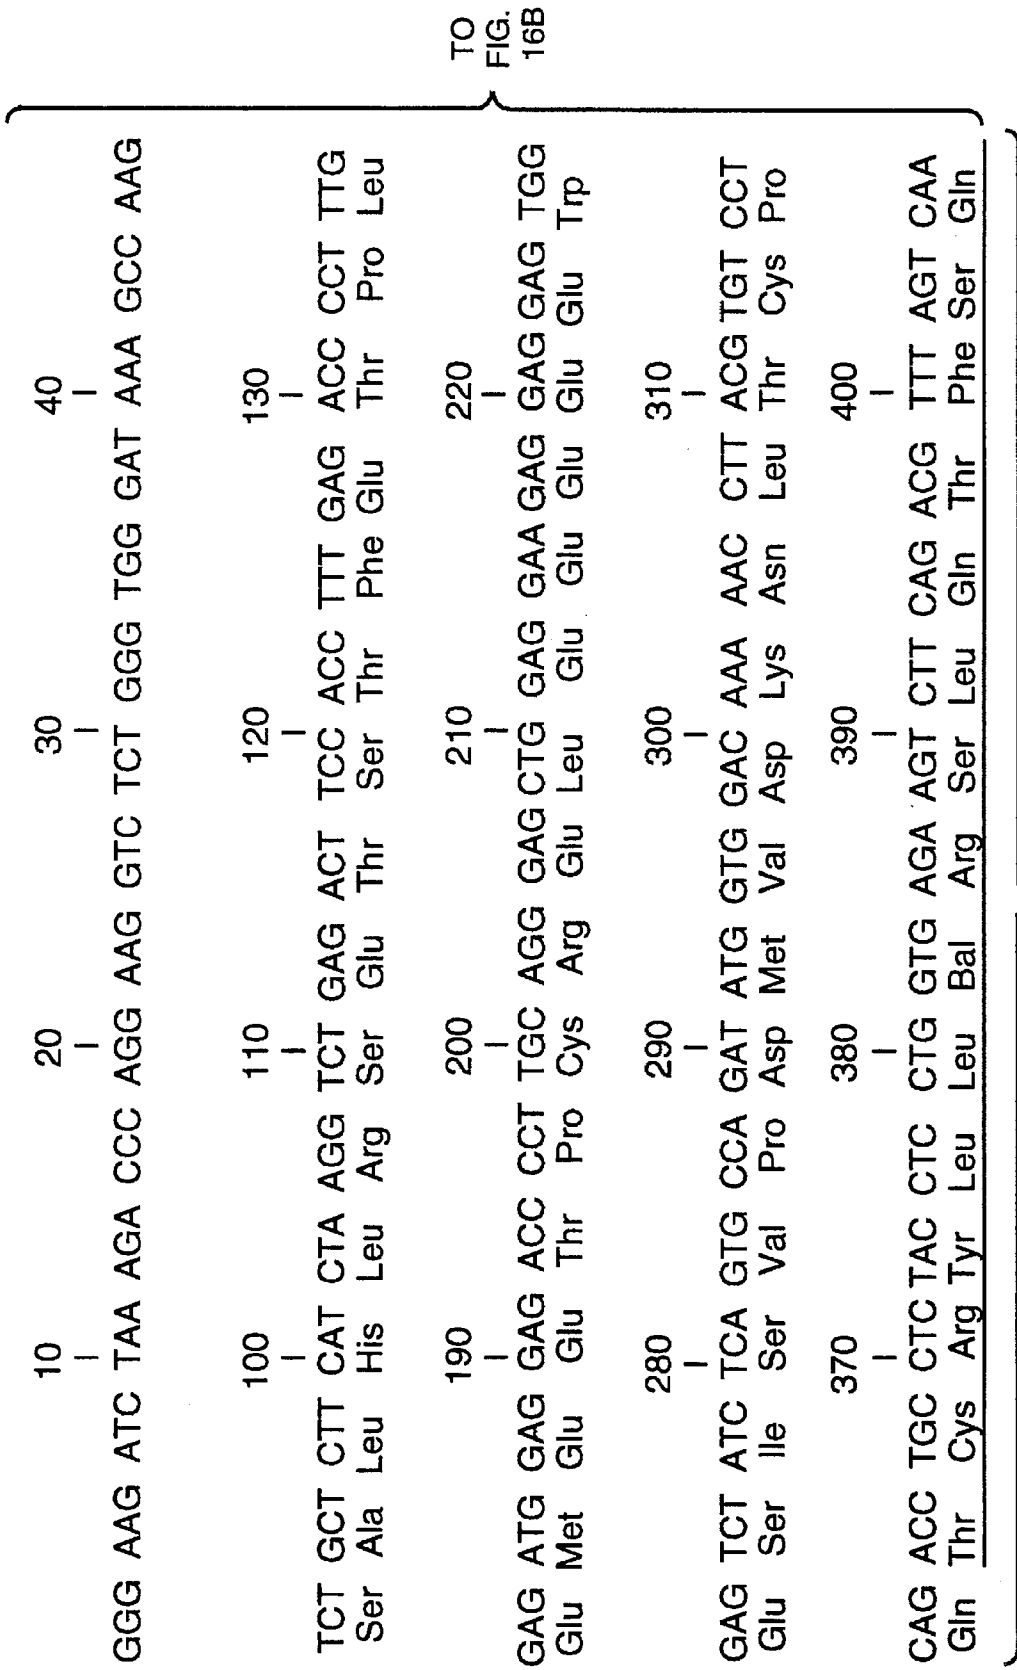 10 20 30 40
GGG AAG ATC TAA AGA CCC AGG AAG GTC TCT GGG TGG GAT AAA GCC AAG
100 110 120 130
TCT GCT CTT CAT CTA AGG TCT GAG ACT TCC ACC TTT GAG ACC CCT TTG
Ser Ala Leu His Leu Arg Ser Glu Thr Ser Thr Phe Glu Thr Pro Leu
190 200 210 220
GAG ATG GAG GAG ACC CCT TGC AGG GAG CTG GAG GAA GAG GAG GAG TGG
Glu Met Glu Glu Thr Pro Cys Arg Glu Leu Glu Glu Glu Glu Glu Trp
280 290 300 310
GAG TCT ATC TCA GTG CCA GAT ATG GTG GAC AAA AAC CTT ACG TGT CCT
Glu Ser Ile Ser Val Pro Asp Met Val Asp Lys Asn Leu Thr Cys Pro
370 380 390 400
CAG ACC TGC CTC TAC CTC CTG GTG AGA AGT CTT CAG ACG TTT AGT CAA
Gln Thr Cys Arg Tyr Leu Leu Bal Arg Ser Leu Gln Thr Phe Ser Gln
TO
FIG.
16B